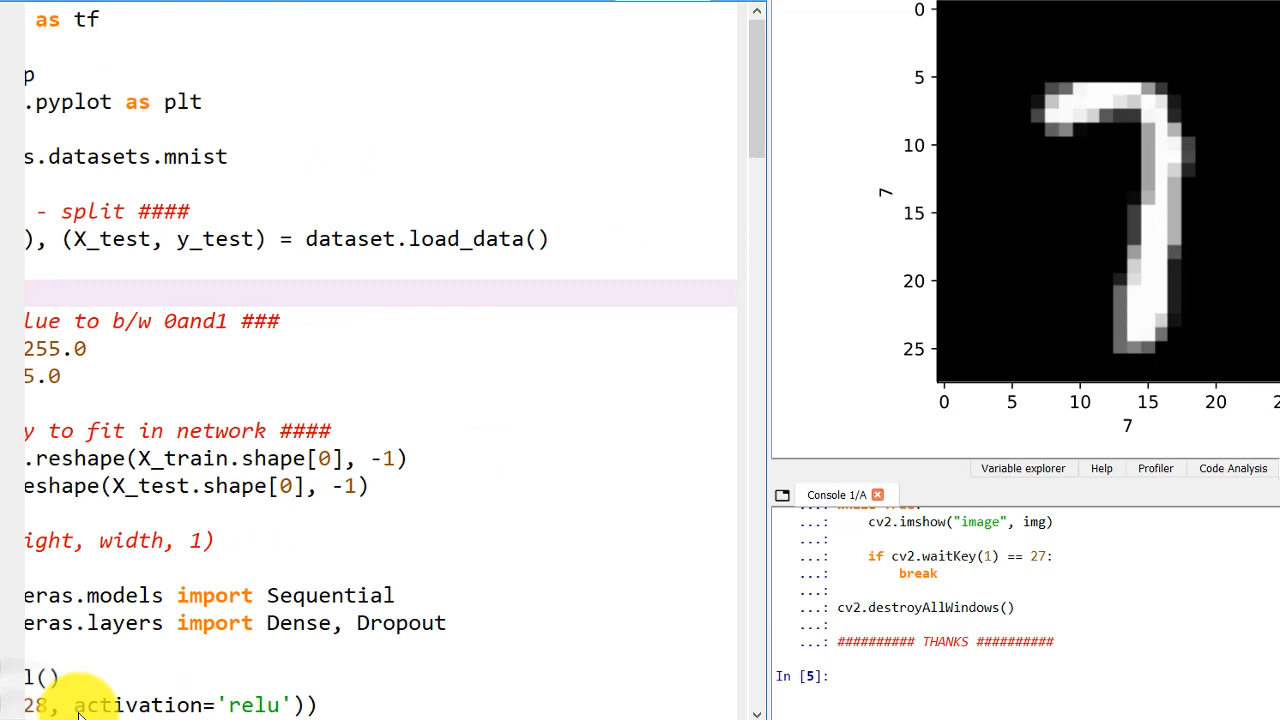 as tf
p
.pyplot as plt
s.datasets.mnist
- split ####
), (X_test, y_test) = dataset.load_data()
lue to b/w 0and1 ###
255.0
5.0
y to fit in network ####
.reshape(X_train.shape[0], -1)
eshape(X_test.shape[0], -1)
ight, width, 1)
eras.models import Sequential
eras.layers import Dense, Dropout
l()
28, activation='relu'))
0
5
10
15
20
25
7
0 5 10 15 20 2
7
Variable explorer Help Profiler Code Analysis
Console 1/A
...: while True:
...: cv2.imshow("image", img)
...:
...: if cv2.waitKey(1) == 27:
...: break
...:
...: cv2.destroyAllWindows()
...:
...: ########## THANKS ##########
In [5]: